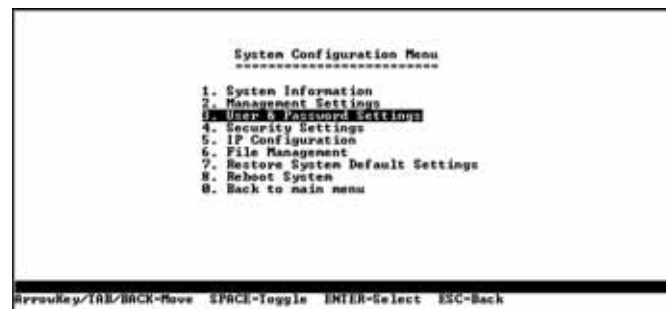 System Configuration Menu
=========================
1. System Information
2. Management Settings
3. User & Password Settings
4. Security Settings
5. IP Configuration
6. File Management
7. Restore System Default Settings
8. Reboot System
0. Back to main menu
ArrowKey/TAB/BACK-Move SPACE-Toggle ENTER-Select ESC-Back